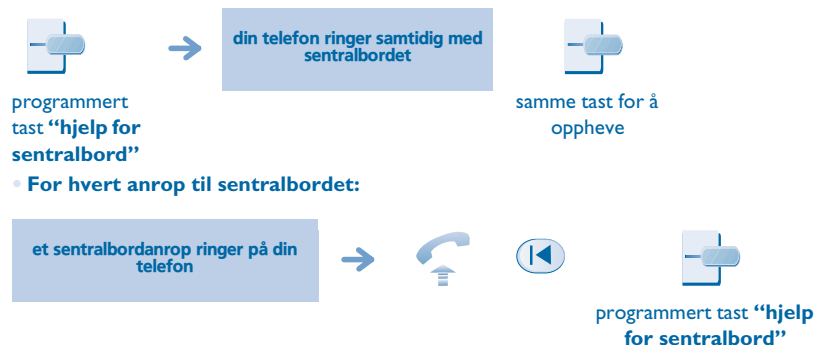 din telefon ringer samtidig med
sentralbordet
programmert
tast “hjelp for
sentralbord”
samme tast for å
oppheve
• For hvert anrop til sentralbordet:
et sentralbordanrop ringer på din
telefon
programmert tast “hjelp
for sentralbord”